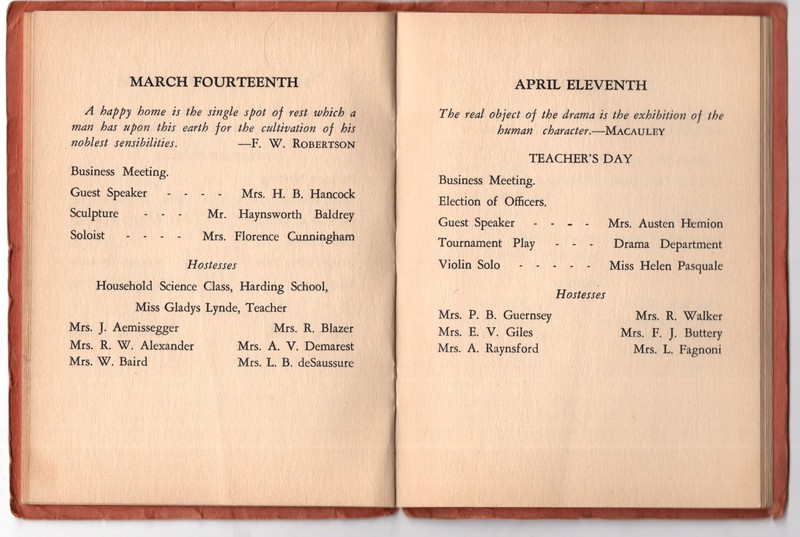 MARCH FOURTEENTH
A happy home is the single spot of rest which a
man has upon this earth for the cultivation of his
noblest sensibilities. —F. W. ROBERTSON
Business Meeting.
Guest Speaker - - - - Mrs. H. B. Hancock
Sculpture - - - Mr. Haynsworth Baldrey
Soloist - - - - Mrs. Florence Cunningham
Hostesses
Household Science Class, Harding School,
Miss Gladys Lynde, Teacher
Mrs. J. Aemissegger Mrs. R. Blazer
Mrs. R. W. Alexander Mrs. A. V. Demarest
Mrs. W. Baird Mrs. L. B. deSaussure
APRIL ELEVENTH
The real object of the drama is the exhibition of the
human character.—MACAULEY
TEACHER'S DAY
Business Meeting.
Election of Officers.
Guest Speaker - - - - Mrs. Austen Hemion
Tournament Play - - - Drama Department
Violin Solo - - - - - Miss Helen Pasquale
Hostesses
Mrs. P. B. Guernsey Mrs. R. Walker
Mrs. E. V. Giles Mrs. F. J. Buttery
Mrs. A. Raynsford Mrs. L. Fagnoni